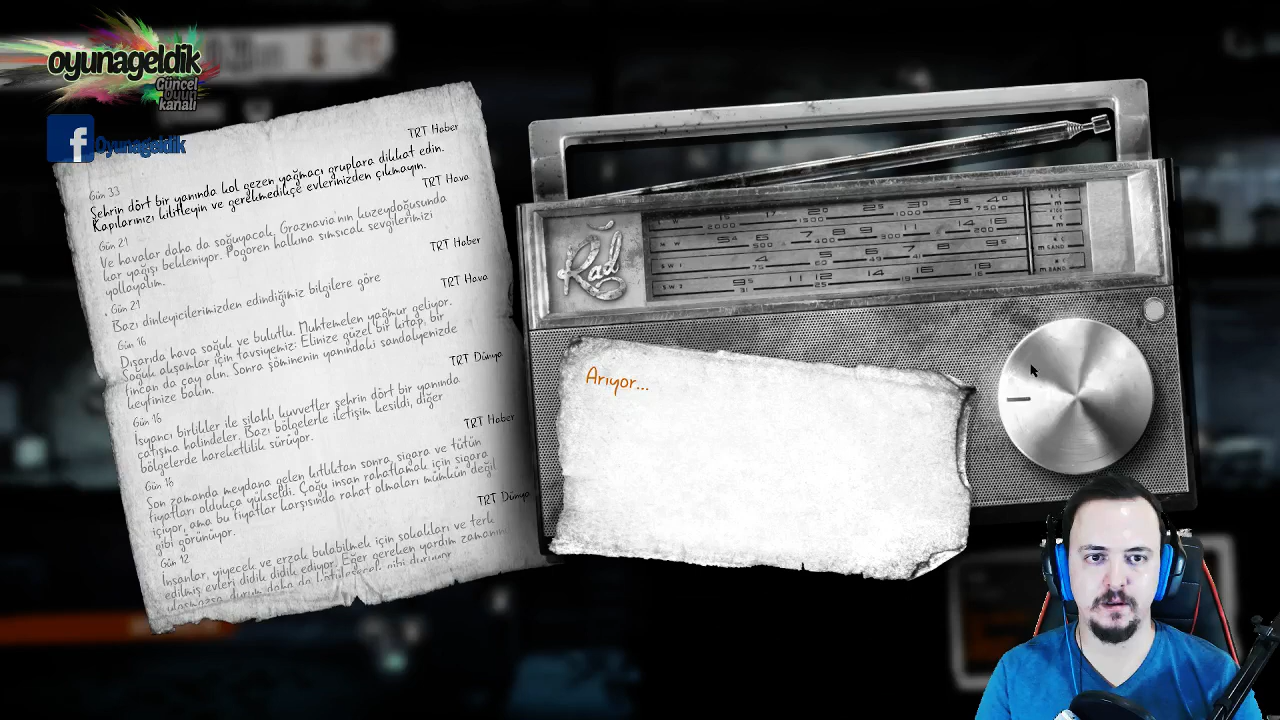 oyunageldik
Güncel
oyun
kanalı
f Oyunageldik
TRT Haber
Gün 33
Şehrin dört bir yanında kol gezen yağmacı gruplara dikkat edin.
Kapılarınızı kilitleyin ve gerekmedikçe evlerinizden çıkmayın.
TRT Hava
Gün 21
Ve havalar daha da soğuyacak! Graznavia'nın kuzeydoğusunda
kar yağışı bekleniyor. Pogoren halkına sımsıcak sevgilerimizi
yollayalım.
TRT Haber
Gün 21
Bazı dinleyicilerimizden edindiğimiz bilgilere göre
TRT Hava
Gün 16
Dışarıda hava soğuk ve bulutlu. Muhtemelen yağmur geliyor.
Soğuk akşamlar için tavsiyemiz: Elinize güzel bir kitap, bir
fincan da çay alın. Sonra şöminenin yanındaki sandalyenizde
keyfinize bakın.
TRT Dünya
Gün 16
İsyancı birlikler ile silahlı kuvvetler şehrin dört bir yanında
çatışma halindeler. Bazı bölgelerle iletişim kesildi, diğer
bölgelerde hareketlilik sürüyor.
TRT Haber
Gün 16
Son zamanda meydana gelen kıtlıktan sonra, sigara ve tütün
fiyatları oldukça yükseldi. Çoğu insan rahatlamak için sigara
içiyor, ama bu fiyatlar karşısında rahat olmaları mümkün değil
gibi görünüyor.
TRT Dünya
Gün 12
İnsanlar, yiyecek ve erzak bulabilmek için sokakları ve terk
edilmiş evleri didik didik ediyor. Eğer gereken yardım zamanında
ulaşmazsa durum daha da kötüleşecek gibi duruyor.
Rad
Arıyor...